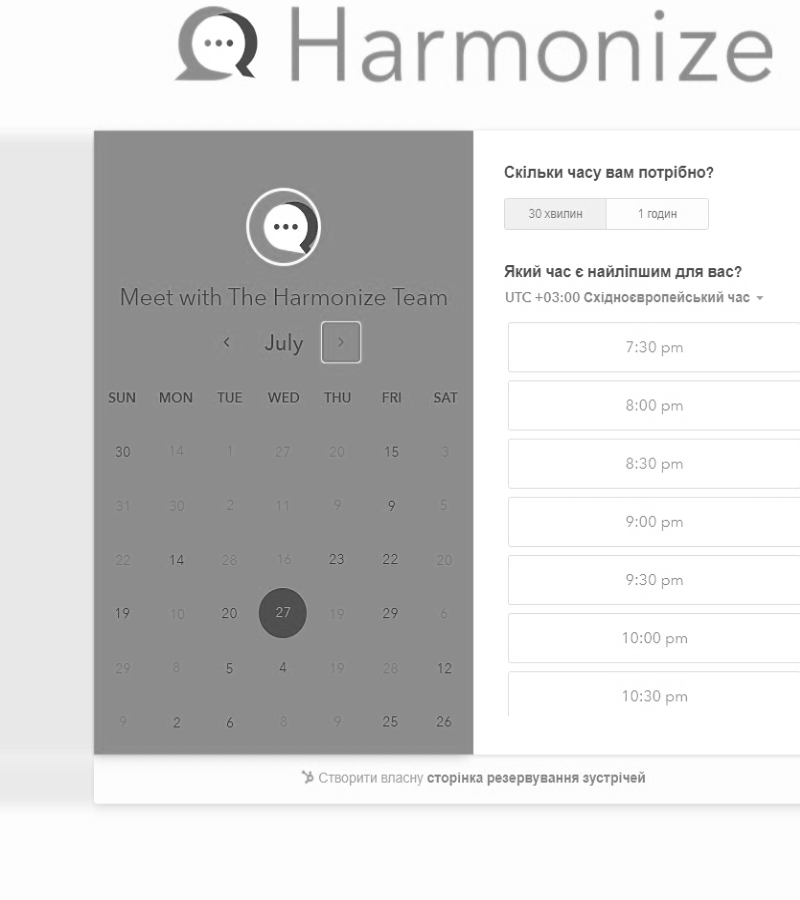 Harmonize
Meet with The Harmonize Team
July
SUN MON TUE WED THU FRI SAT
30 14 1 27 20 15 3
31 30 2 11 9 9 5
22 14 28 16 23 22 20
19 10 20 27 19 29 6
29 8 5 4 19 28 12
9 2 6 8 9 25 26
Скільки часу вам потрібно?
30 хвилин 1 годин
Який час є найліпшим для вас?
UTC +03:00 Східноєвропейський час
7:30 pm
8:00 pm
8:30 pm
9:00 pm
9:30 pm
10:00 pm
10:30 pm
Створити власну сторінка резервування зустрічей